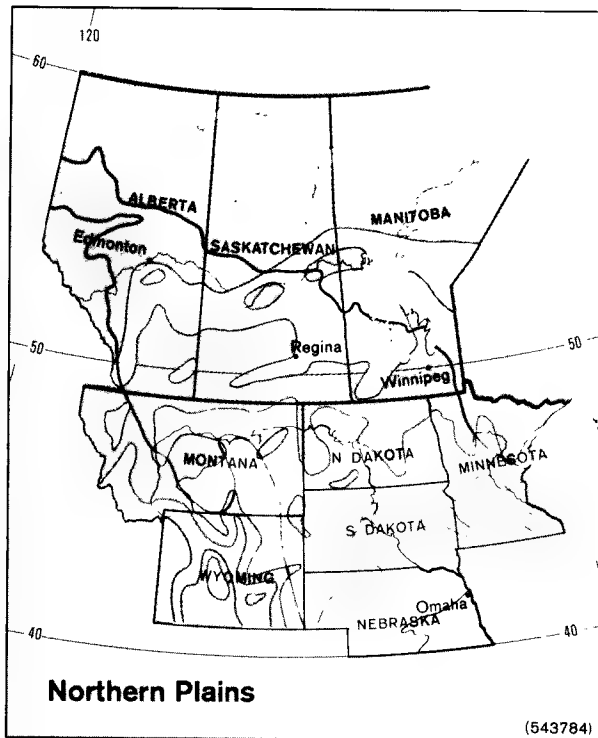 120
60
ALBERTA
MANITOBA
Edmonton
SASKATCHEWAN
50
Regina
50
Winnipeg
MONTANA
N DAKOTA
MINNESOTA
S DAKOTA
WYOMING
Omaha
NEBRASKA
40
40
Northern Plains
(543784)